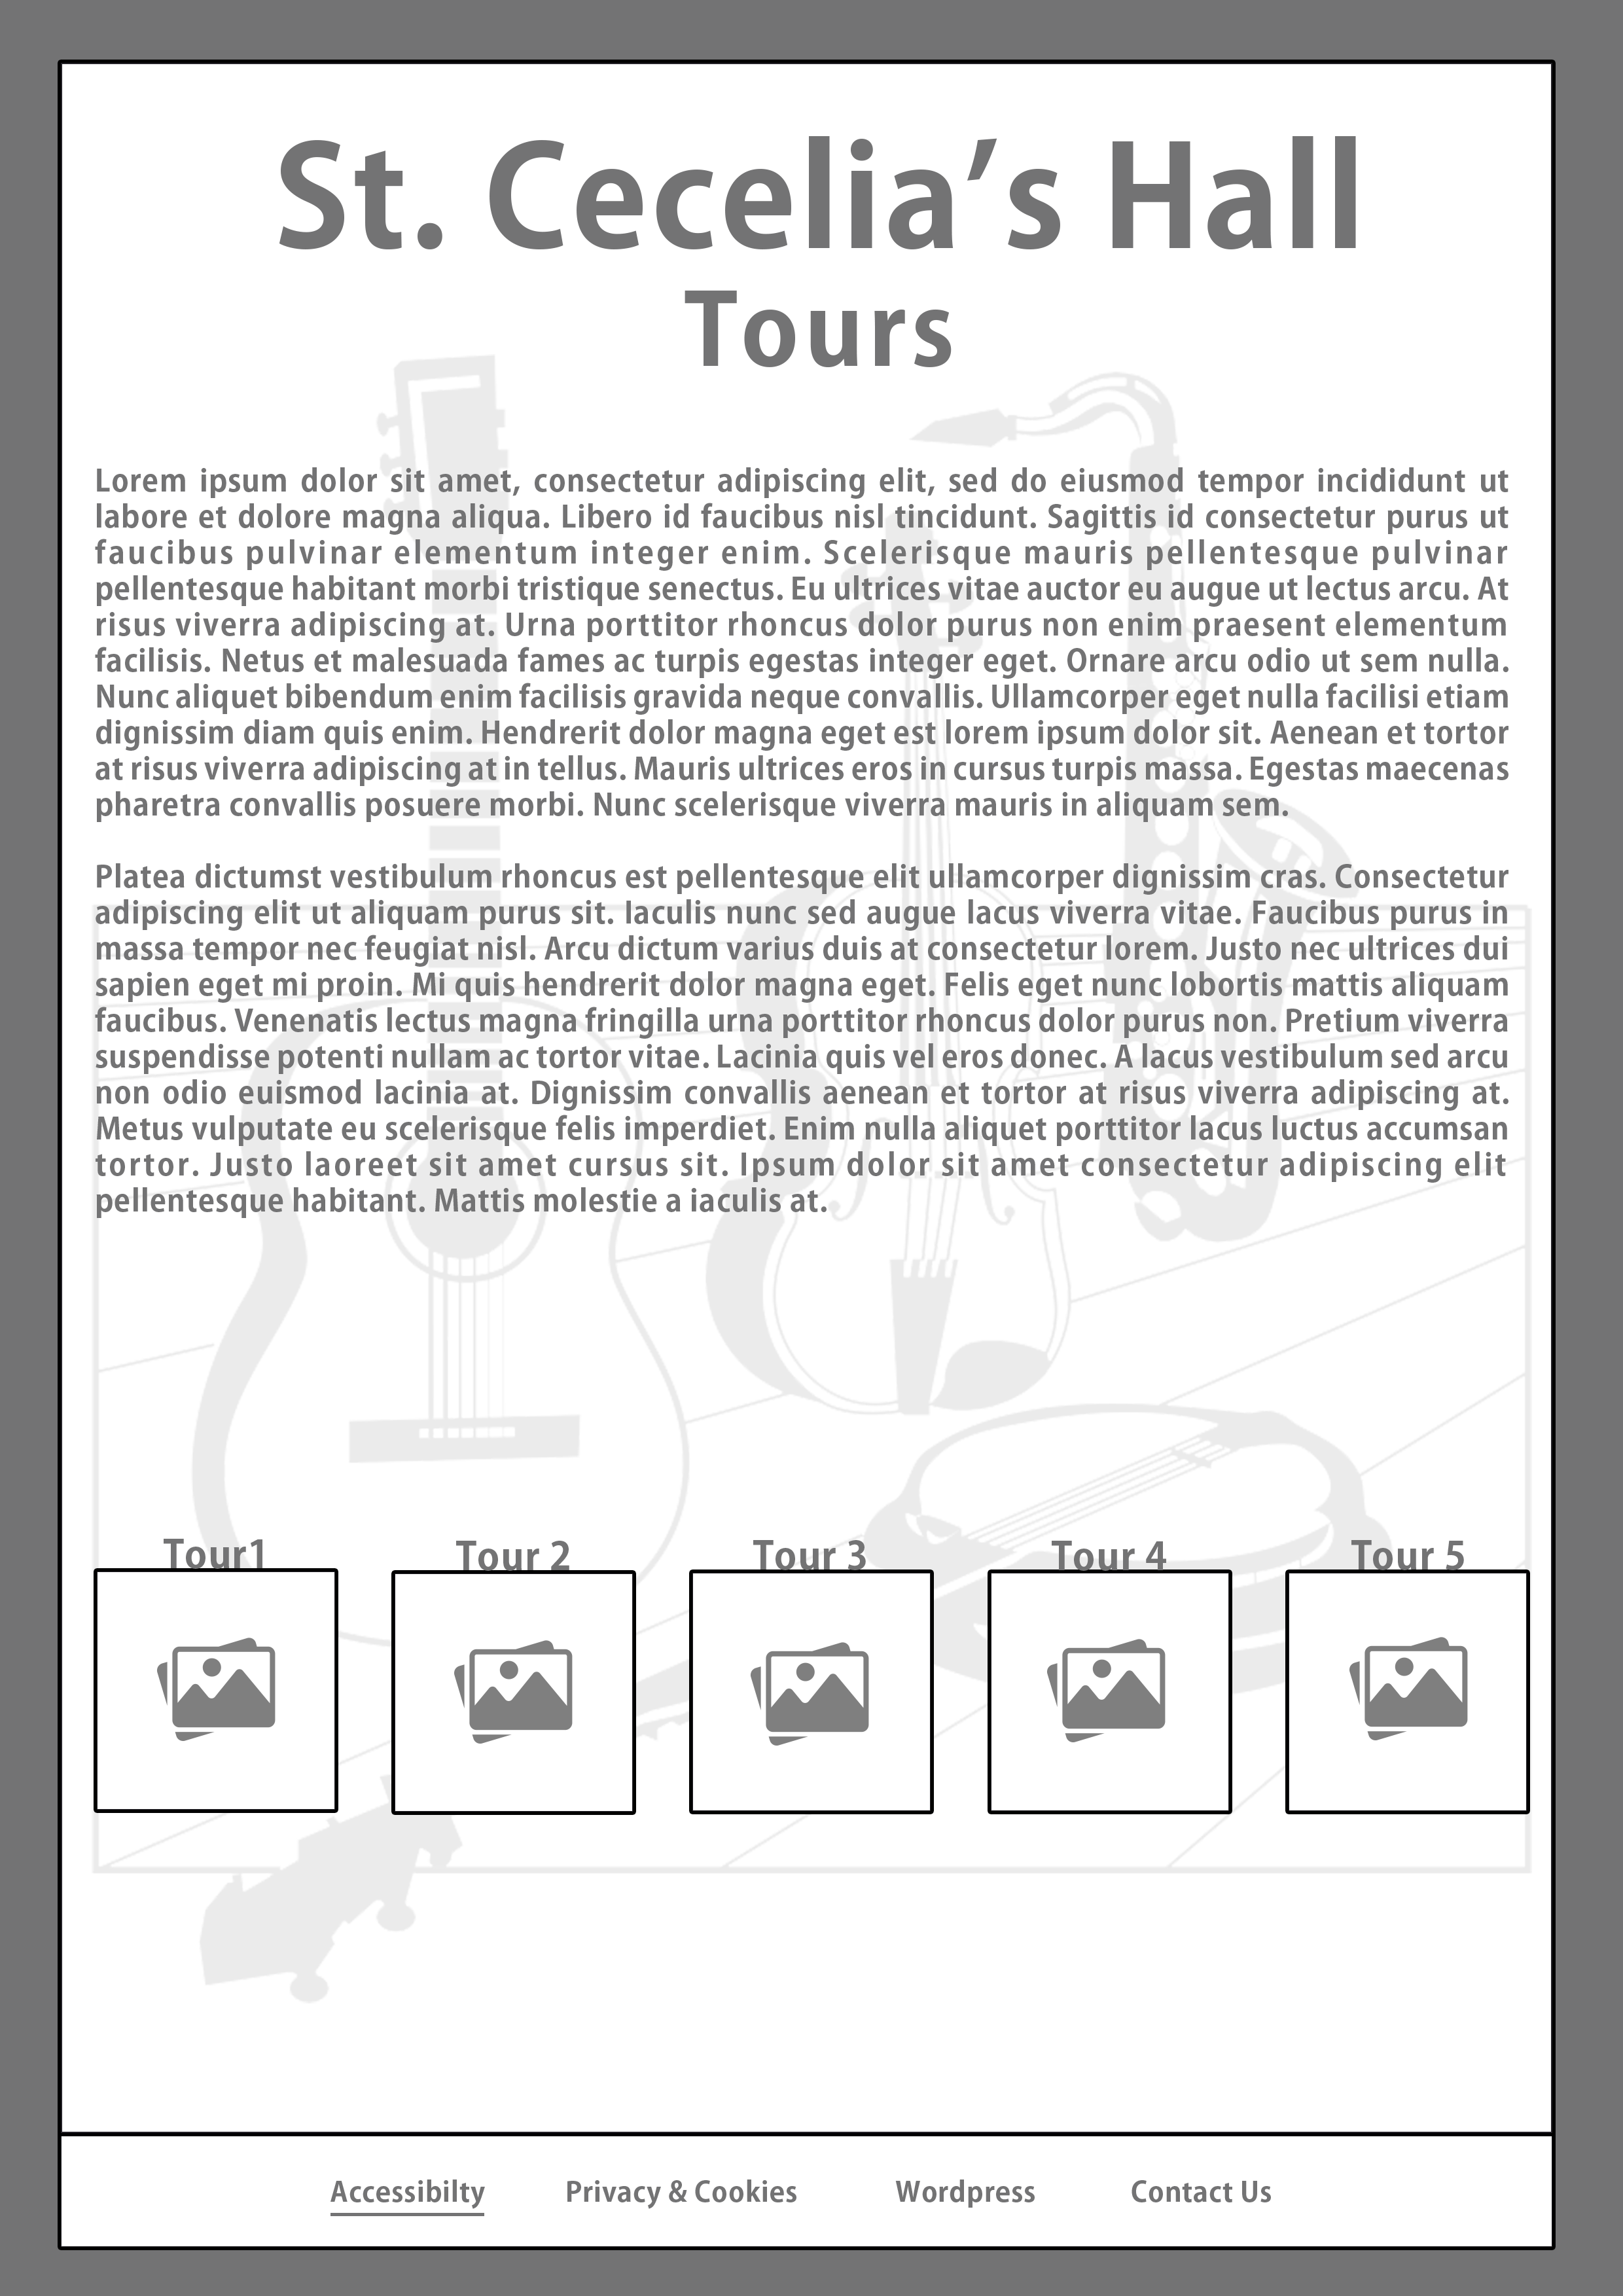 St. Cecelia’s Hall
Tours
Lorem ipsum dolor sit amet, consectetur adipiscing elit, sed do eiusmod tempor incididunt ut
labore et dolore magna aliqua. Libero id faucibus nisl tincidunt. Sagittis id consectetur purus ut
faucibus pulvinar elementum integer enim. Scelerisque mauris pellentesque pulvinar
pellentesque habitant morbi tristique senectus. Eu ultrices vitae auctor eu augue ut lectus arcu. At
risus viverra adipiscing at. Urna porttitor rhoncus dolor purus non enim praesent elementum
facilisis. Netus et malesuada fames ac turpis egestas integer eget. Ornare arcu odio ut sem nulla.
Nunc aliquet bibendum enim facilisis gravida neque convallis. Ullamcorper eget nulla facilisi etiam
dignissim diam quis enim. Hendrerit dolor magna eget est lorem ipsum dolor sit. Aenean et tortor
at risus viverra adipiscing at in tellus. Mauris ultrices eros in cursus turpis massa. Egestas maecenas
pharetra convallis posuere morbi. Nunc scelerisque viverra mauris in aliquam sem.
Platea dictumst vestibulum rhoncus est pellentesque elit ullamcorper dignissim cras. Consectetur
adipiscing elit ut aliquam purus sit. Iaculis nunc sed augue lacus viverra vitae. Faucibus purus in
massa tempor nec feugiat nisl. Arcu dictum varius duis at consectetur lorem. Justo nec ultrices dui
sapien eget mi proin. Mi quis hendrerit dolor magna eget. Felis eget nunc lobortis mattis aliquam
faucibus. Venenatis lectus magna fringilla urna porttitor rhoncus dolor purus non. Pretium viverra
suspendisse potenti nullam ac tortor vitae. Lacinia quis vel eros donec. A lacus vestibulum sed arcu
non odio euismod lacinia at. Dignissim convallis aenean et tortor at risus viverra adipiscing at.
Metus vulputate eu scelerisque felis imperdiet. Enim nulla aliquet porttitor lacus luctus accumsan
tortor. Justo laoreet sit amet cursus sit. Ipsum dolor sit amet consectetur adipiscing elit
pellentesque habitant. Mattis molestie a iaculis at.
Tour1 Tour 2 Tour 3 Tour 4 Tour 5
Accessibilty Privacy & Cookies Wordpress Contact Us